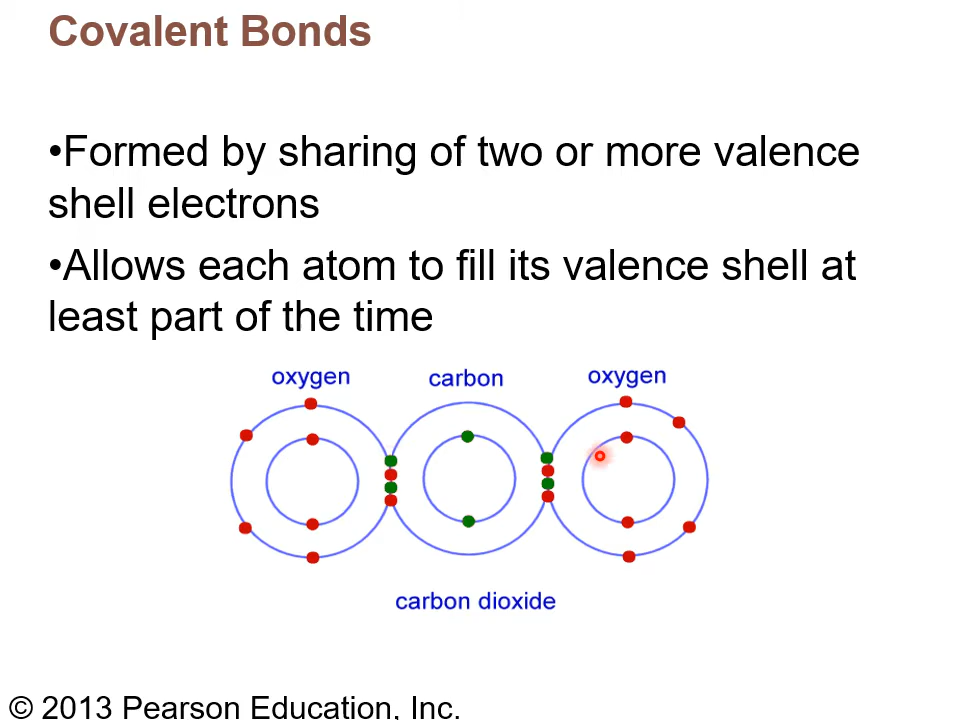 Covalent Bonds
•Formed by sharing of two or more valence
shell electrons
•Allows each atom to fill its valence shell at
least part of the time
oxygen carbon oxygen
carbon dioxide
© 2013 Pearson Education, Inc.